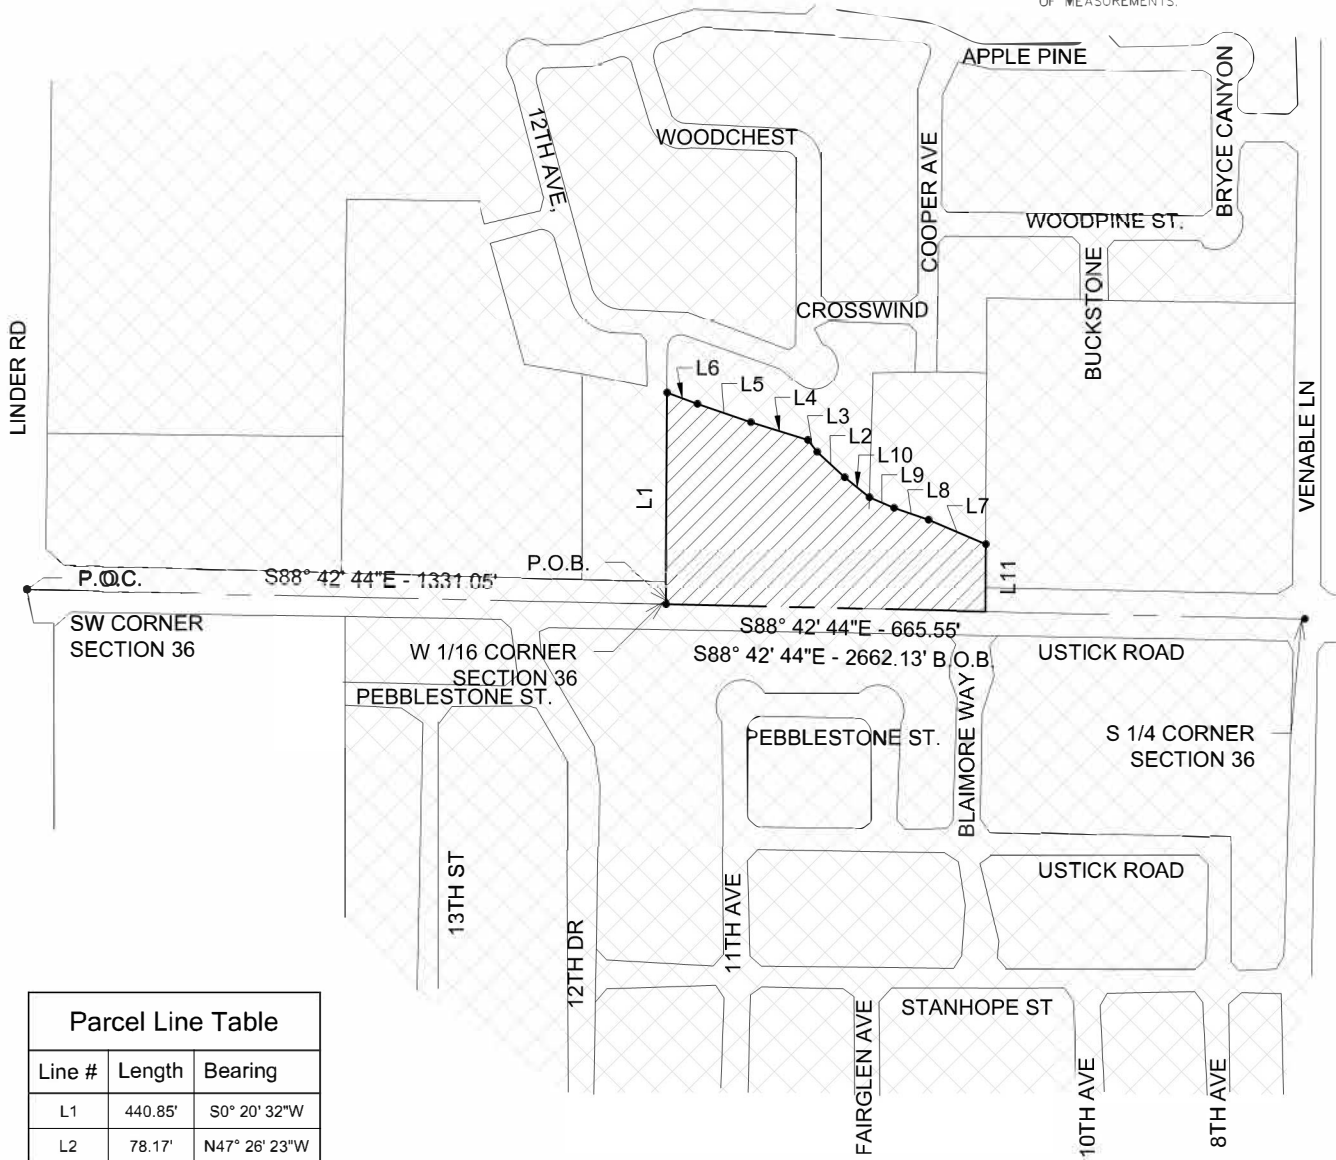 OF MEASUREMENTS.
APPLE PINE
BRYCE CANYON
12TH AVE,
WOODCHEST
COOPER AVE
WOODPINE ST.
BUCKSTONE
CROSSWIND
LINDER RD
VENABLE LN
L6
L5
L4
L3
L2
L10
L9
L8
L7
L1
L11
P.O.B.
P.O.C.
S88° 42' 44"E - 1331.05'
SW CORNER
SECTION 36
W 1/16 CORNER
SECTION 36
S88° 42' 44"E - 665.55'
S88° 42' 44"E - 2662.13' B.O.B.
USTICK ROAD
PEBBLESTONE ST.
PEBBLESTONE ST.
BLAIMORE WAY
S 1/4 CORNER
SECTION 36
13TH ST
12TH DR
11TH AVE
USTICK ROAD
STANHOPE ST
FAIRGLEN AVE
10TH AVE
8TH AVE
Parcel Line Table
Line # Length Bearing
L1 440.85' S0° 20' 32"W
L2 78.17' N47° 26' 23"W